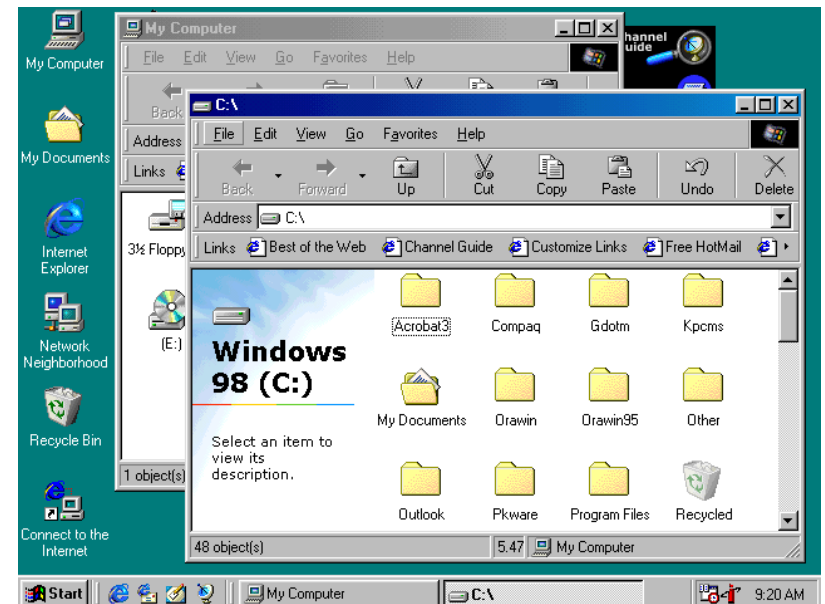 My Computer
My Documents
Internet
Explorer
Network
Neighborhood
Recycle Bin
Connect to the
Internet
My Computer
File Edit View Go Favorites Help
Back
Address
Links
3½ Floppy
(E:)
1 object(s)
C:\
File Edit View Go Favorites Help
Back Forward Up Cut Copy Paste Undo Delete
Address C:\
Links Best of the Web Channel Guide Customize Links Free HotMail
Windows
98 (C:)
Select an item to
view its
description.
Acrobat3 Compaq Gdotm Kpcms
My Documents Orawin Orawin95 Other
Outlook Pkware Program Files Recycled
48 object(s) 5.47 My Computer
Start My Computer C:\ 9:20 AM